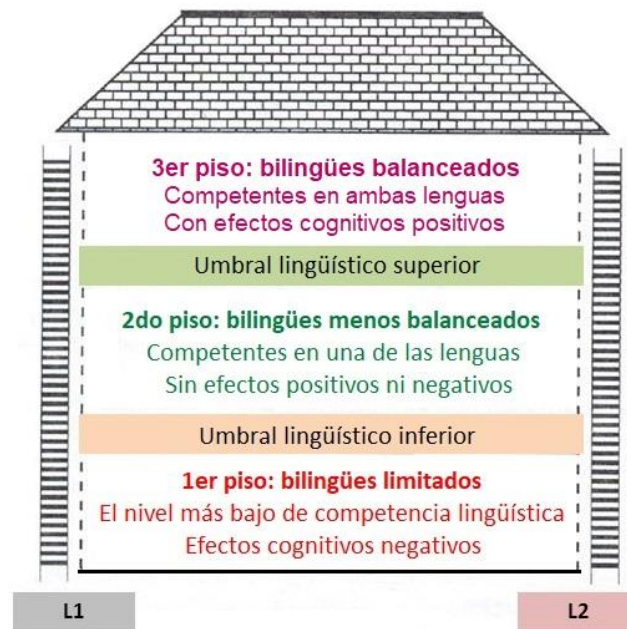 3er piso: bilingües balanceados
Competentes en ambas lenguas
Con efectos cognitivos positivos
Umbral lingüístico superior
2do piso: bilingües menos balanceados
Competentes en una de las lenguas
Sin efectos positivos ni negativos
Umbral lingüístico inferior
1er piso: bilingües limitados
El nivel más bajo de competencia lingüística
Efectos cognitivos negativos
L1
L2